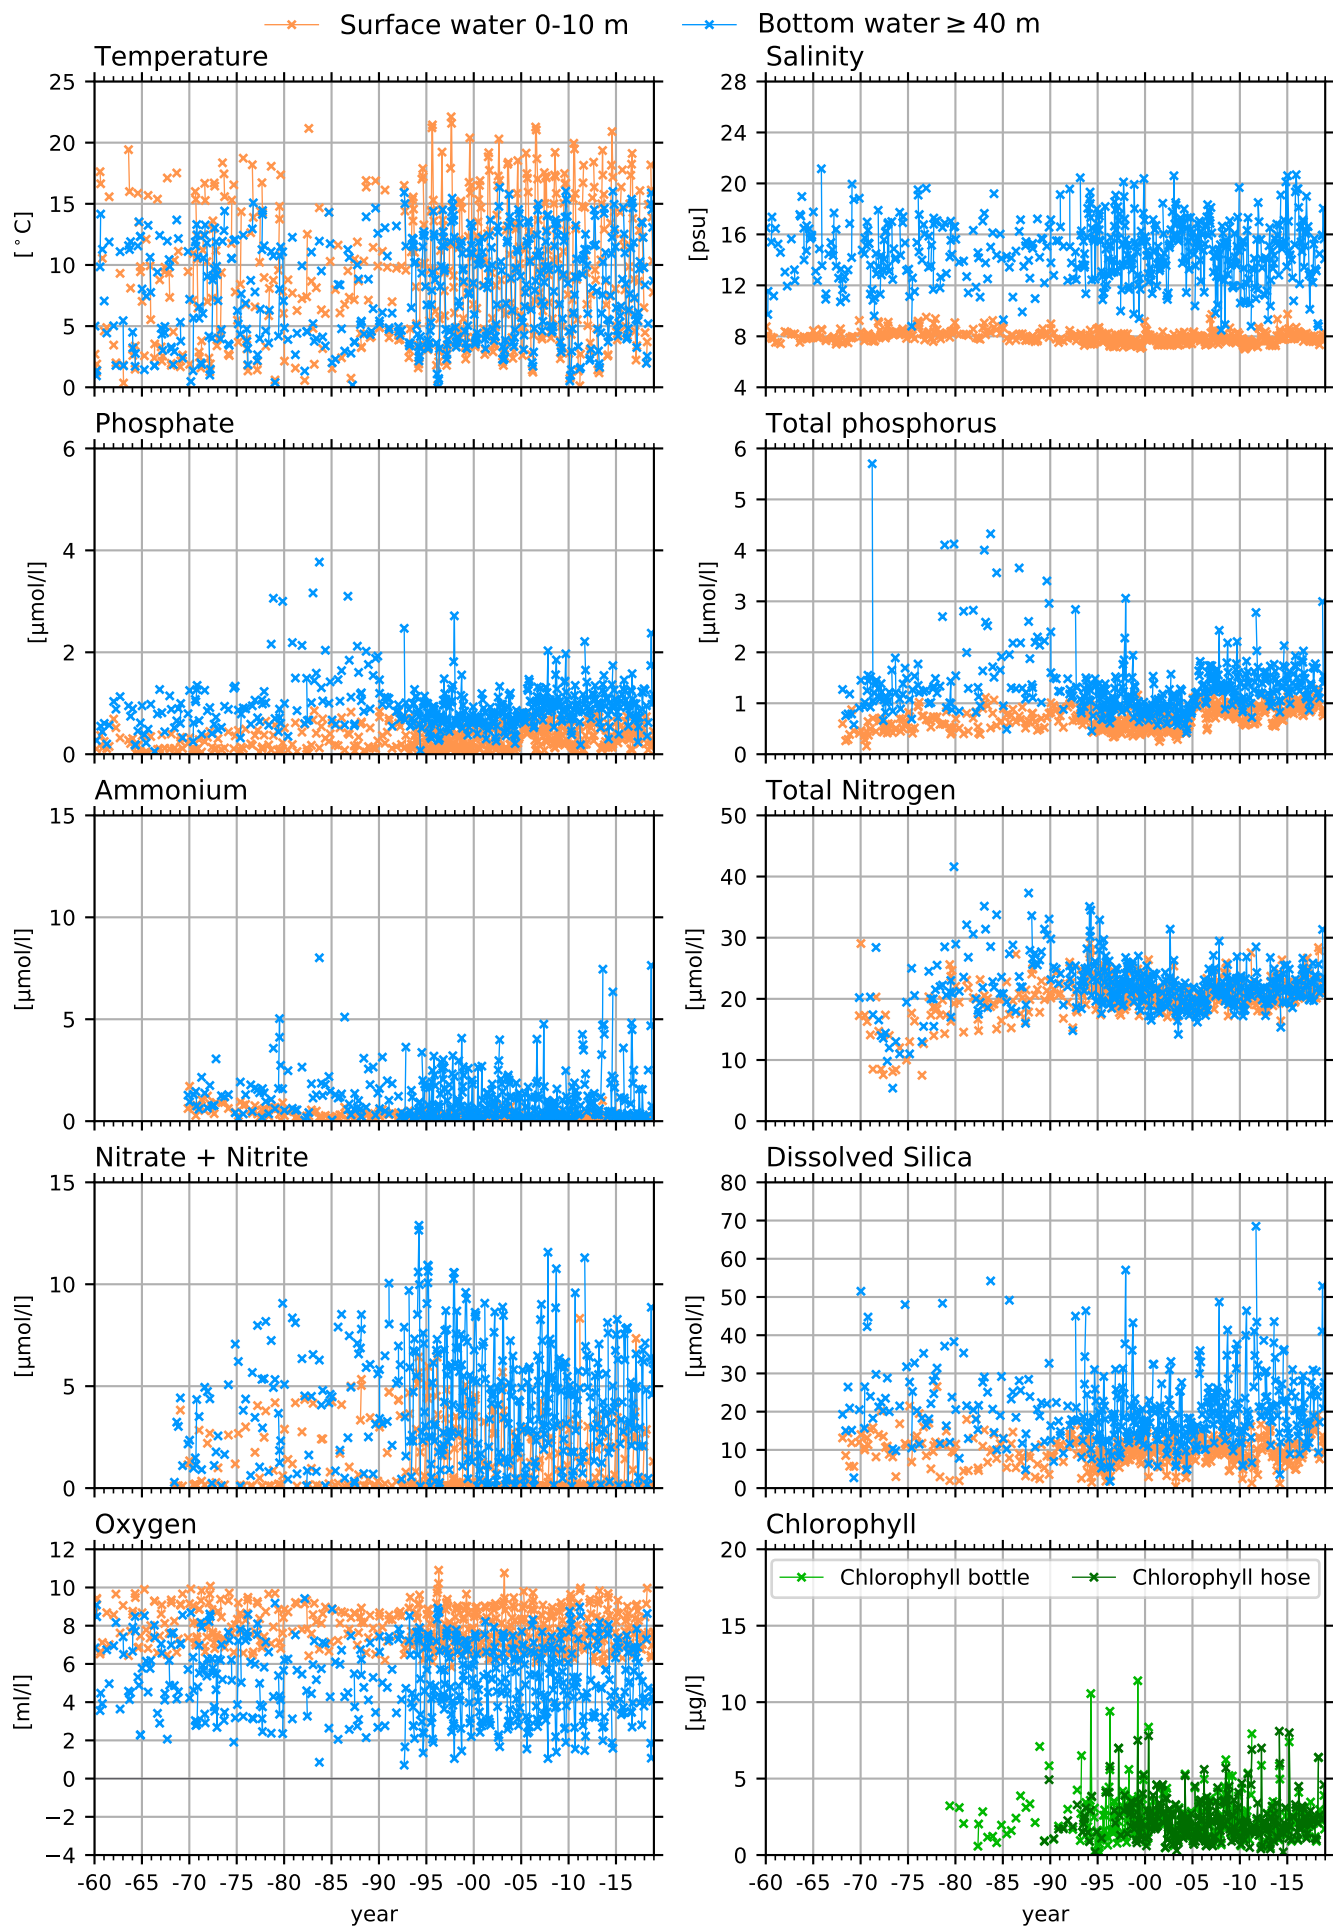 Surface water 0-10 m
Bottom water ≥ 40 m
Temperature
25
20
15
10
5
0
[°C]
Salinity
28
24
20
16
12
8
4
[psu]
Phosphate
6
4
2
0
[µmol/l]
Total phosphorus
6
5
4
3
2
1
0
[µmol/l]
Ammonium
15
10
5
0
[µmol/l]
Total Nitrogen
50
40
30
20
10
0
[µmol/l]
Nitrate + Nitrite
15
10
5
0
[µmol/l]
Dissolved Silica
80
70
60
50
40
30
20
10
0
[µmol/l]
Oxygen
12
10
8
6
4
2
0
−2
−4
[ml/l]
-60 -65 -70 -75 -80 -85 -90 -95 -00 -05 -10 -15
year
Chlorophyll
Chlorophyll bottle
Chlorophyll hose
20
15
10
5
0
[µg/l]
-60 -65 -70 -75 -80 -85 -90 -95 -00 -05 -10 -15
year